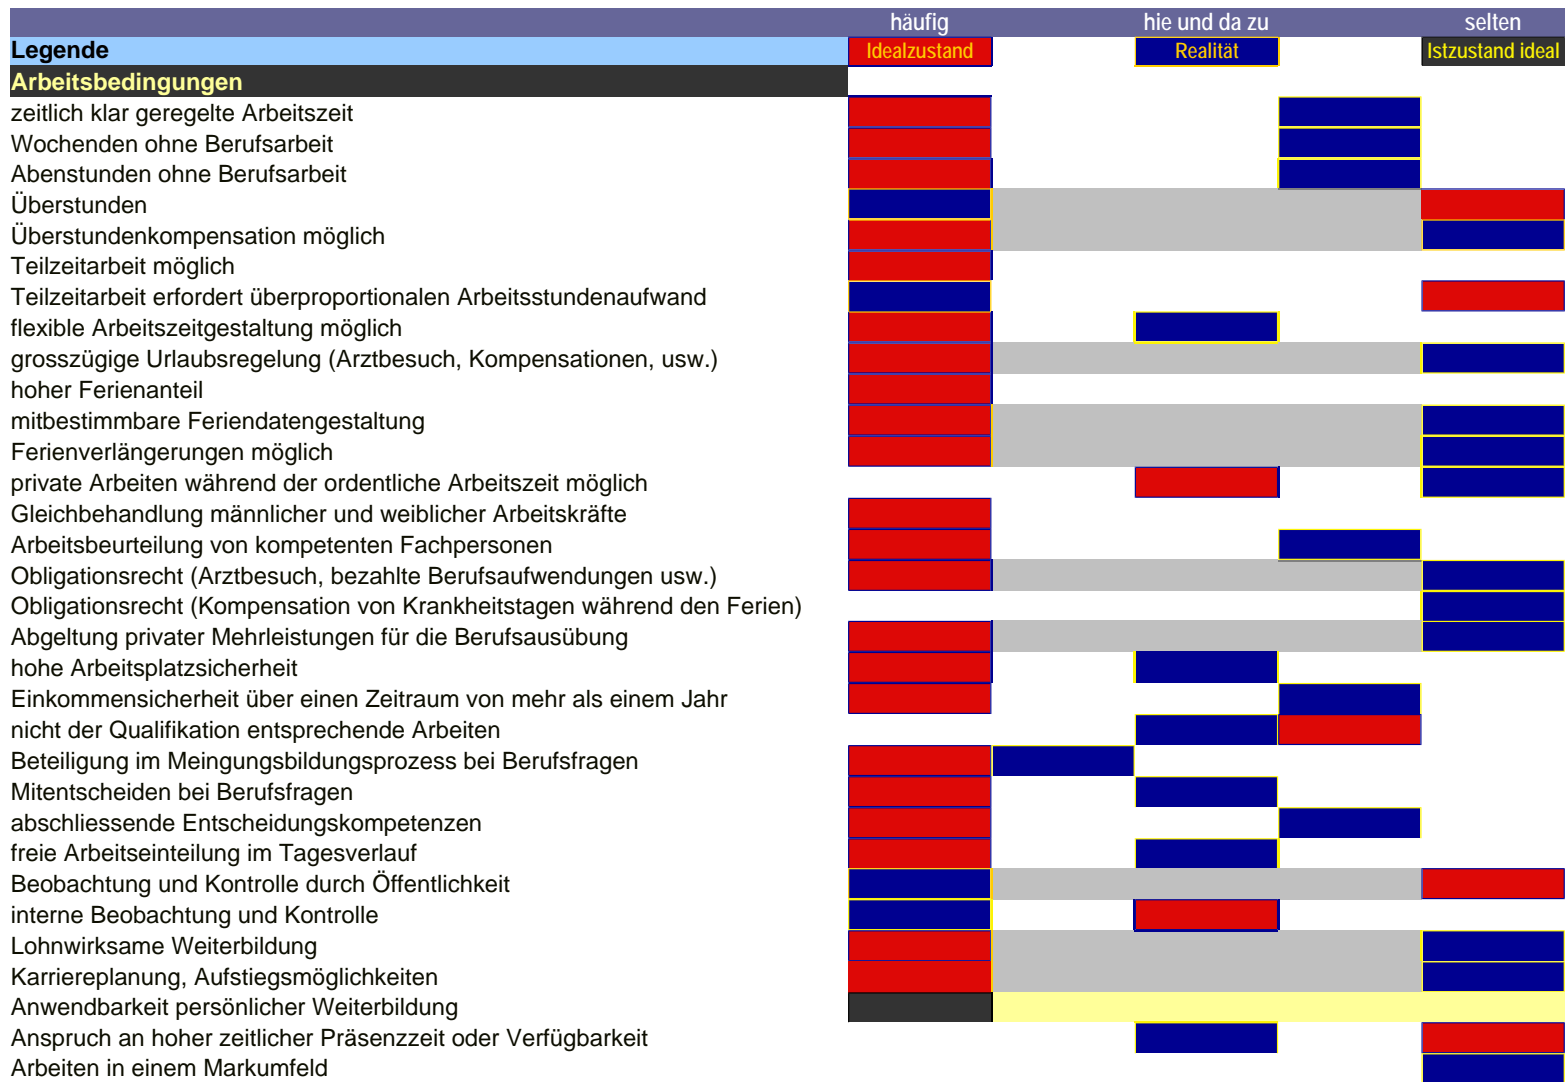 häufig hie und da zu selten
Legende Idealzustand Realität Istzustand ideal
Arbeitsbedingungen
zeitlich klar geregelte Arbeitszeit
Wochenden ohne Berufsarbeit
Abenstunden ohne Berufsarbeit
Überstunden
Überstundenkompensation möglich
Teilzeitarbeit möglich
Teilzeitarbeit erfordert überproportionalen Arbeitsstundenaufwand
flexible Arbeitszeitgestaltung möglich
grosszügige Urlaubsregelung (Arztbesuch, Kompensationen, usw.)
hoher Ferienanteil
mitbestimmbare Feriendatengestaltung
Ferienverlängerungen möglich
private Arbeiten während der ordentliche Arbeitszeit möglich
Gleichbehandlung männlicher und weiblicher Arbeitskräfte
Arbeitsbeurteilung von kompetenten Fachpersonen
Obligationsrecht (Arztbesuch, bezahlte Berufsaufwendungen usw.)
Obligationsrecht (Kompensation von Krankheitstagen während den Ferien)
Abgeltung privater Mehrleistungen für die Berufsausübung
hohe Arbeitsplatzsicherheit
Einkommensicherheit über einen Zeitraum von mehr als einem Jahr
nicht der Qualifikation entsprechende Arbeiten
Beteiligung im Meingungsbildungsprozess bei Berufsfragen
Mitentscheiden bei Berufsfragen
abschliessende Entscheidungskompetenzen
freie Arbeitseinteilung im Tagesverlauf
Beobachtung und Kontrolle durch Öffentlichkeit
interne Beobachtung und Kontrolle
Lohnwirksame Weiterbildung
Karriereplanung, Aufstiegsmöglichkeiten
Anwendbarkeit persönlicher Weiterbildung
Anspruch an hoher zeitlicher Präsenzzeit oder Verfügbarkeit
Arbeiten in einem Markumfeld